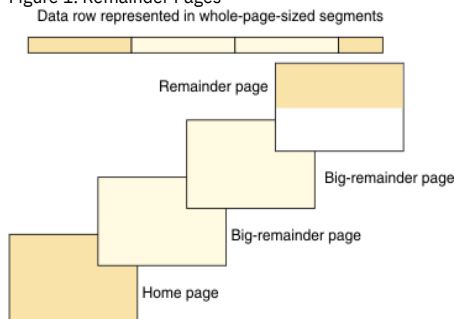 Figure 1. Remainder Pages
Data row represented in whole-page-sized segments
Remainder page
Big-remainder page
Big-remainder page
Home page